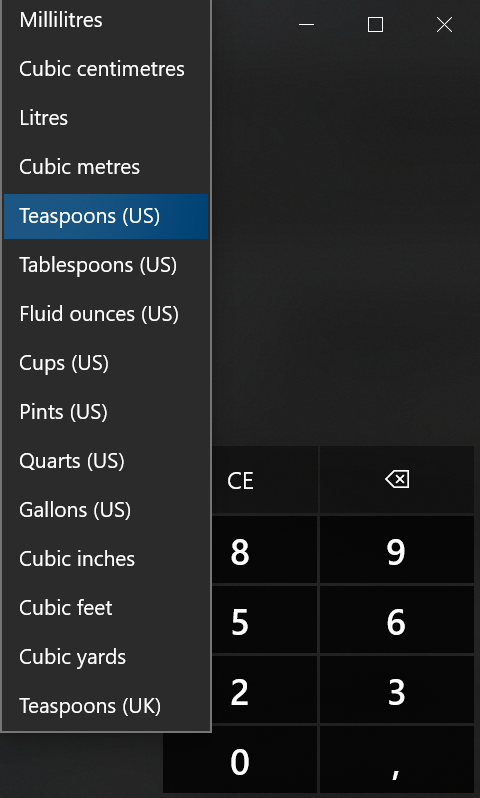 Millilitres
Cubic centimetres
Litres
Cubic metres
Teaspoons (US)
Tablespoons (US)
Fluid ounces (US)
Cups (US)
Pints (US)
Quarts (US)
Gallons (US)
Cubic inches
Cubic feet
Cubic yards
Teaspoons (UK)
CE
8 9
5 6
2 3
0 ,